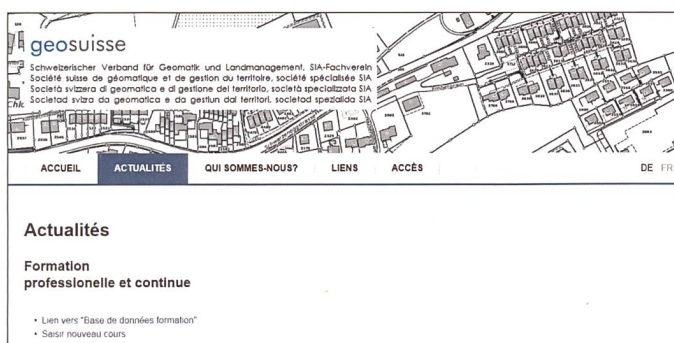 geosuisse
Schweizerischer Verband für Geomatik und Landmanagement, SIA-Fachverein
Société suisse de géomatique et de gestion du territoire, société spécialisée SIA
Società svizzera di geomatica e di gestione del territorio, società specializzata SIA
Societad svizra da geomatica e da gestiun dal territori, societad spezialida SIA
ACCUEIL ACTUALITÉS QUI SOMMES-NOUS? LIENS ACCÈS DE FR
Actualités
Formation
professionelle et continue
• Lien vers "Base de données formation"
• Saisir nouveau cours